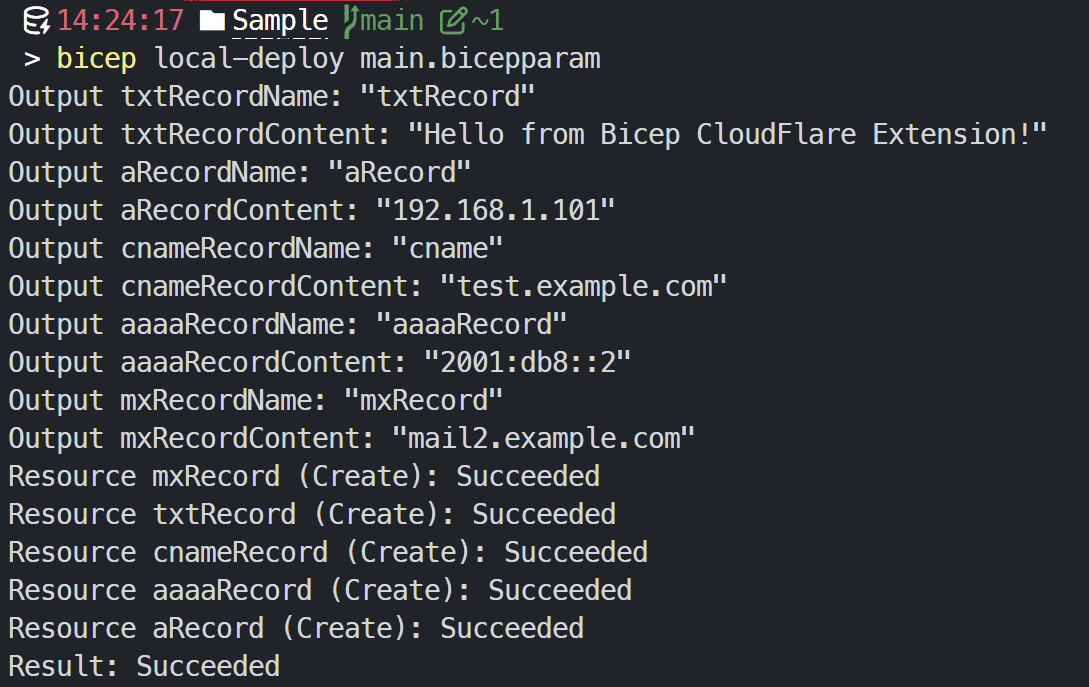 14:24:17 Sample main ~1
> bicep local-deploy main.bicepparam
Output txtRecordName: "txtRecord"
Output txtRecordContent: "Hello from Bicep CloudFlare Extension!"
Output aRecordName: "aRecord"
Output aRecordContent: "192.168.1.101"
Output cnameRecordName: "cname"
Output cnameRecordContent: "test.example.com"
Output aaaaRecordName: "aaaaRecord"
Output aaaaRecordContent: "2001:db8::2"
Output mxRecordName: "mxRecord"
Output mxRecordContent: "mail2.example.com"
Resource mxRecord (Create): Succeeded
Resource txtRecord (Create): Succeeded
Resource cnameRecord (Create): Succeeded
Resource aaaaRecord (Create): Succeeded
Resource aRecord (Create): Succeeded
Result: Succeeded